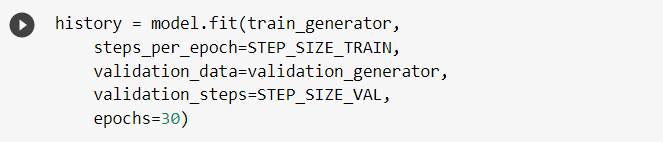 history = model.fit(train_generator,
    steps_per_epoch=STEP_SIZE_TRAIN,
    validation_data=validation_generator,
    validation_steps=STEP_SIZE_VAL,
    epochs=30)